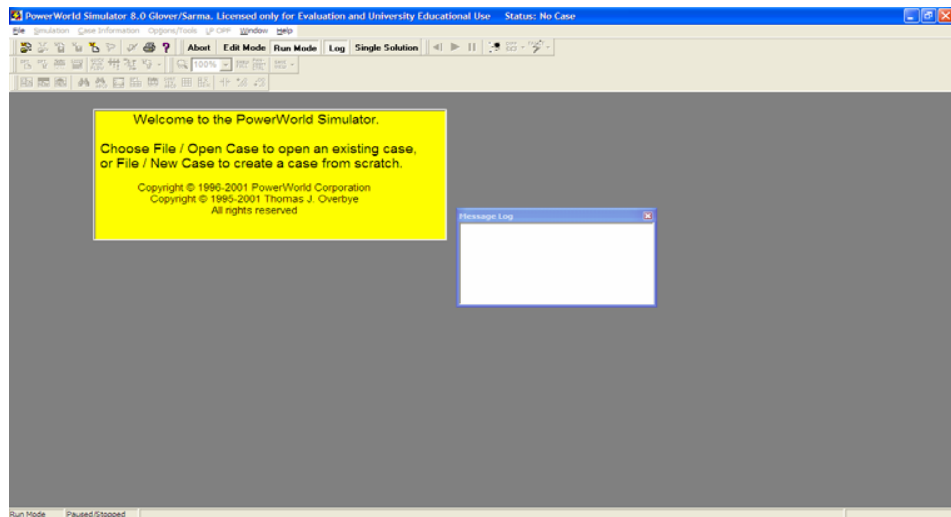 PowerWorld Simulator 8.0 Glover/Sarma. Licensed only for Evaluation and University Educational Use Status: No Case
File Simulation Case Information Options/Tools LP OPF Window Help
Abort Edit Mode Run Mode Log Single Solution
100%
Welcome to the PowerWorld Simulator.
Choose File / Open Case to open an existing case,
or File / New Case to create a case from scratch.
Copyright © 1996-2001 PowerWorld Corporation
Copyright © 1995-2001 Thomas J. Overbye
All rights reserved
Message Log
Run Mode Paused/Stopped